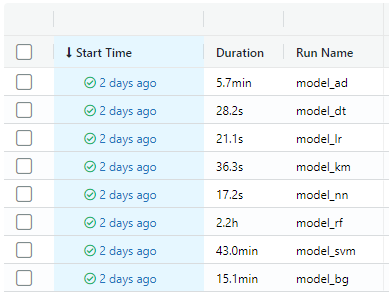 Start Time Duration Run Name
2 days ago 5.7min model_ad
2 days ago 28.2s model_dt
2 days ago 21.1s model_lr
2 days ago 36.3s model_km
2 days ago 17.2s model_nn
2 days ago 2.2h model_rf
2 days ago 43.0min model_svm
2 days ago 15.1min model_bg